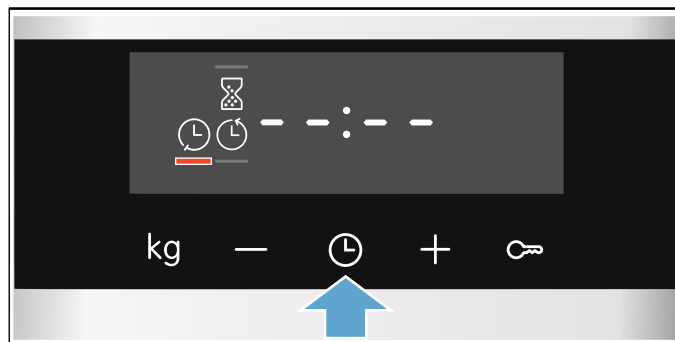 - -:- -
kg — +